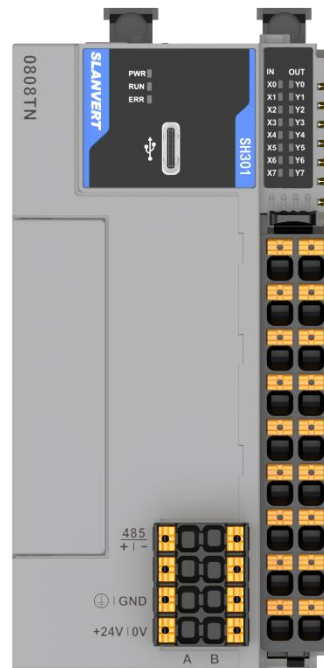 0808TN
SLANVERT
PWR
RUN
ERR
SH301
IN OUT
X0 Y0
X1 Y1
X2 Y2
X3 Y3
X4 Y4
X5 Y5
X6 Y6
X7 Y7
485
+ | -
⏚ | GND
+24V | 0V
A B